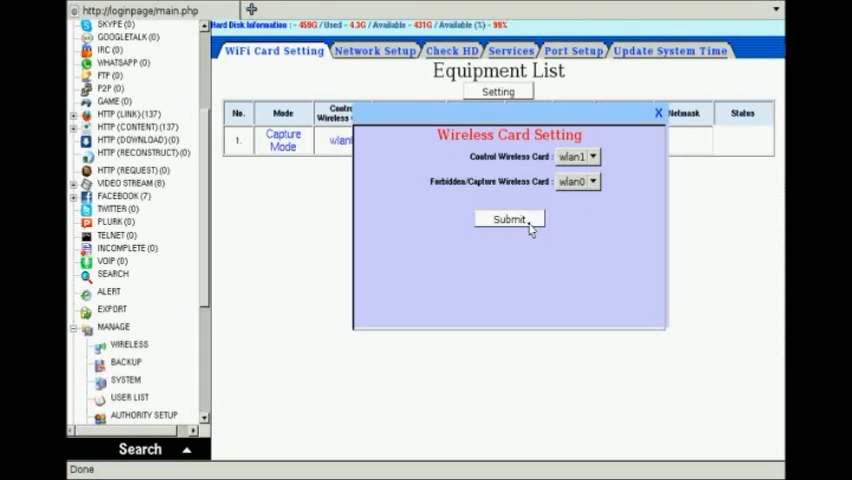 http://loginpage/main.php
Hard Disk Information : - 459G / Used - 4.3G / Available - 431G / Available (%) - 99%
SKYPE (0)
GOOGLETALK (0)
IRC (0)
WHATSAPP (0)
FTP (0)
P2P (0)
GAME (0)
HTTP (LINK) (137)
HTTP (CONTENT) (137)
HTTP (DOWNLOAD) (0)
HTTP (RECONSTRUCT) (0)
HTTP (REQUEST) (0)
VIDEO STREAM (8)
FACEBOOK (7)
TWITTER (0)
PLURK (0)
TELNET (0)
INCOMPLETE (0)
VOIP (0)
SEARCH
ALERT
EXPORT
MANAGE
WIRELESS
BACKUP
SYSTEM
USER LIST
AUTHORITY SETUP
Search
WiFi Card Setting Network Setup Check HD Services Port Setup Update System Time
Equipment List
Setting
No. Mode Netmask Status
1. Capture Mode
X
Wireless Card Setting
Control Wireless Card : wlan1
Forbidden/Capture Wireless Card : wlan0
Submit
Done